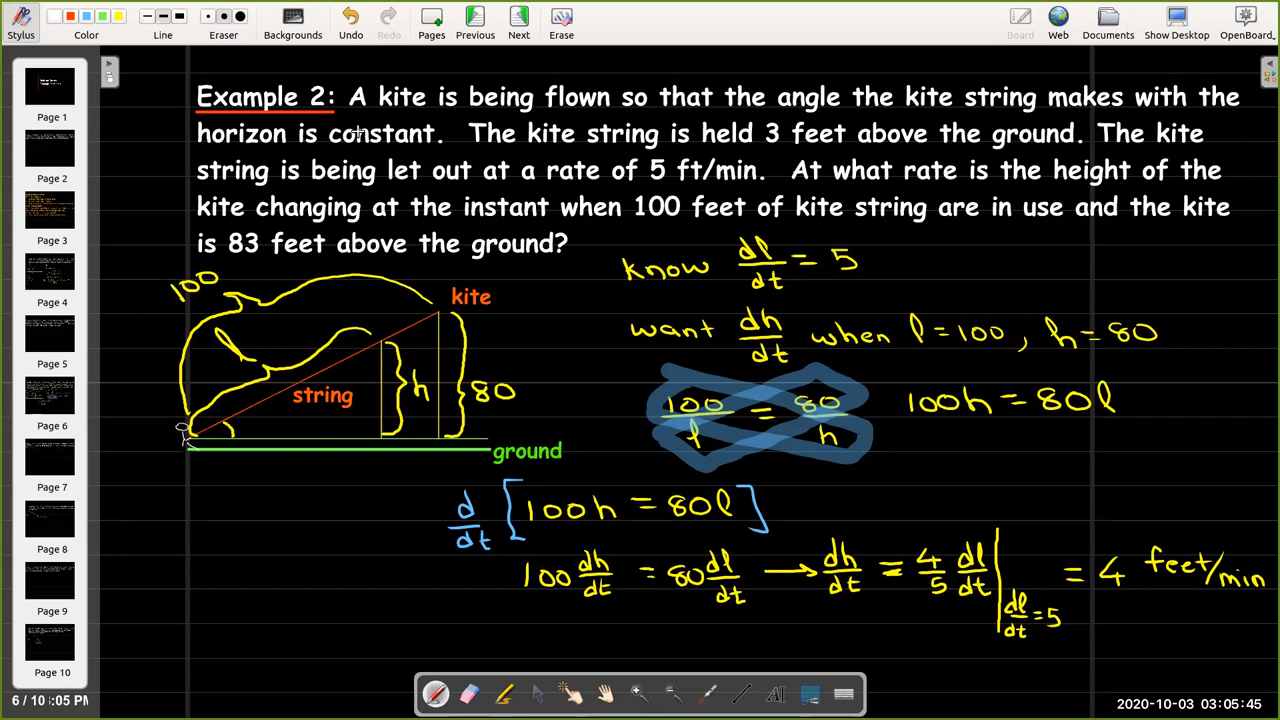 Stylus Color Line Eraser Backgrounds Undo Redo Pages Previous Next Erase Board Web Documents Show Desktop OpenBoard
Page 1
Page 2
Page 3
Page 4
Page 5
Page 6
Page 7
Page 8
Page 9
Page 10
6 / 10
:05 PM
Example 2: A kite is being flown so that the angle the kite string makes with the
horizon is constant. The kite string is held 3 feet above the ground. The kite
string is being let out at a rate of 5 ft/min. At what rate is the height of the
kite changing at the instant when 100 feet of kite string are in use and the kite
is 83 feet above the ground?
know dl/dt = 5
want dh/dt when l=100, h=80
100/l = 80/h
100h = 80l
100
l
kite
string
h
80
ground
d/dt [100h = 80l]
100 dh/dt = 80 dl/dt → dh/dt = 4/5 dl/dt | dl/dt=5 = 4 feet/min
2020-10-03 03:05:45